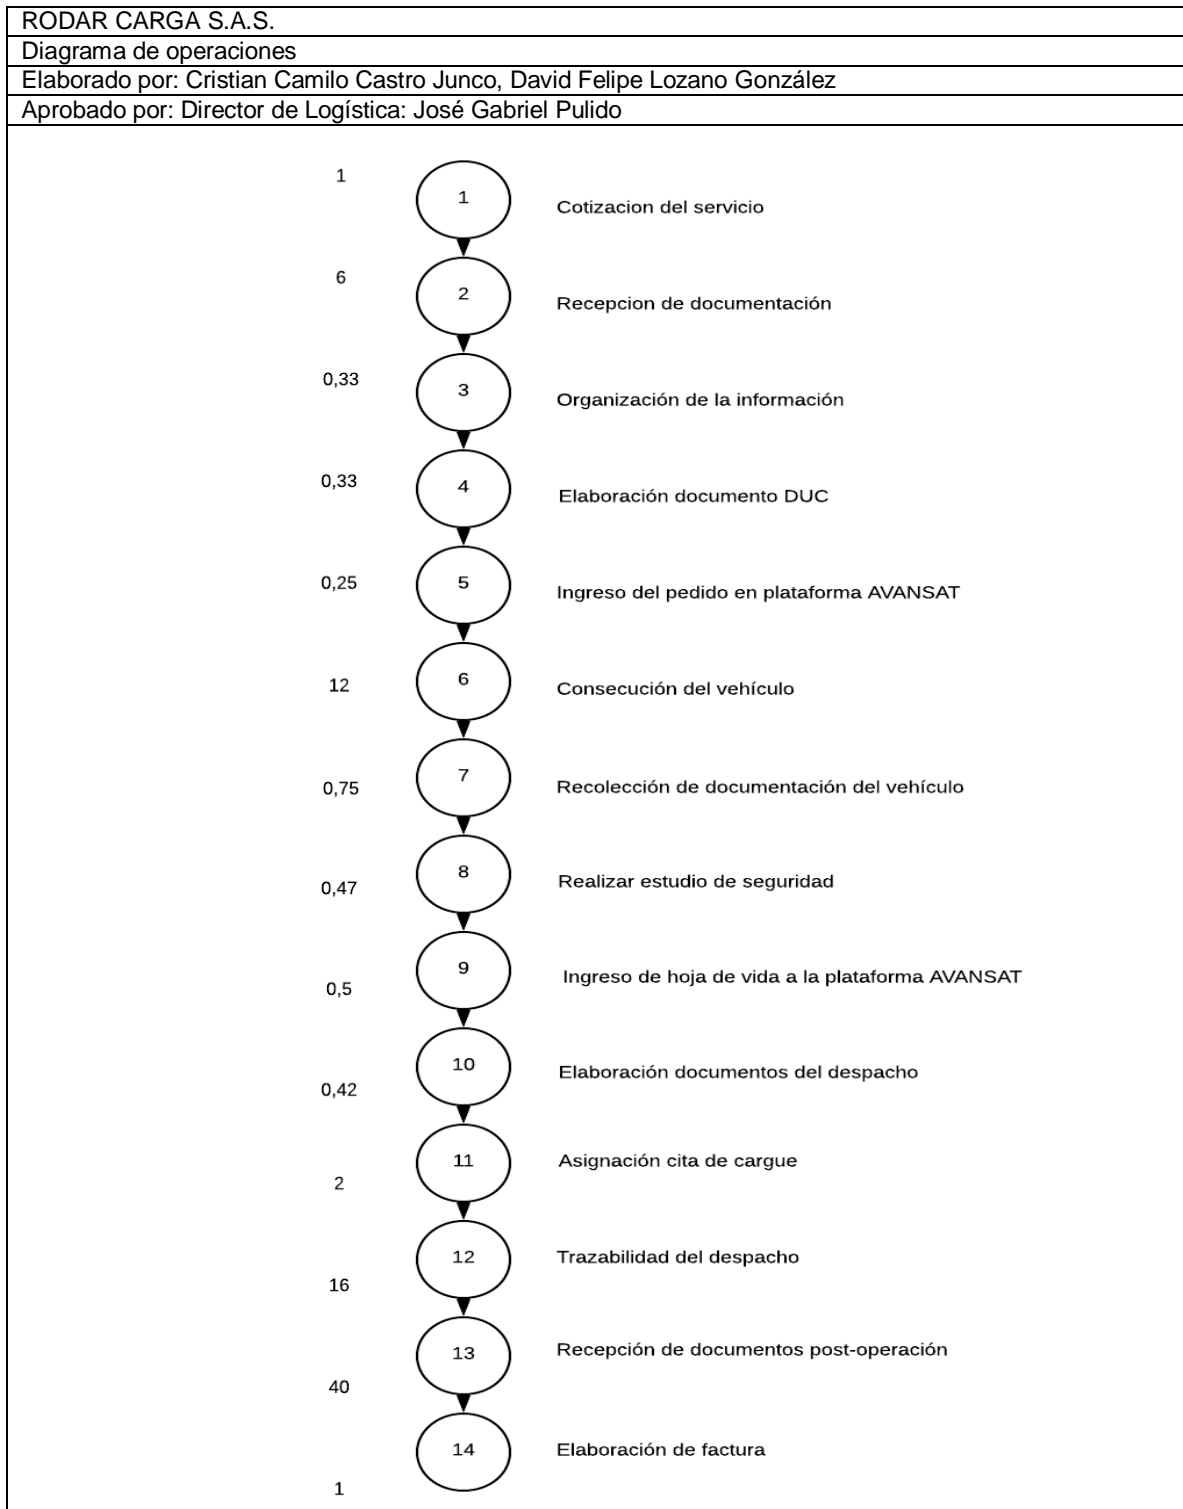 RODAR CARGA S.A.S.
Diagrama de operaciones
Elaborado por: Cristian Camilo Castro Junco, David Felipe Lozano González
Aprobado por: Director de Logística: José Gabriel Pulido
1
1
Cotizacion del servicio
6
2
Recepcion de documentación
0,33
3
Organización de la información
0,33
4
Elaboración documento DUC
0,25
5
Ingreso del pedido en plataforma AVANSAT
12
6
Consecución del vehículo
0,75
7
Recolección de documentación del vehículo
0,47
8
Realizar estudio de seguridad
0,5
9
Ingreso de hoja de vida a la plataforma AVANSAT
0,42
10
Elaboración documentos del despacho
2
11
Asignación cita de cargue
16
12
Trazabilidad del despacho
40
13
Recepción de documentos post-operación
1
14
Elaboración de factura